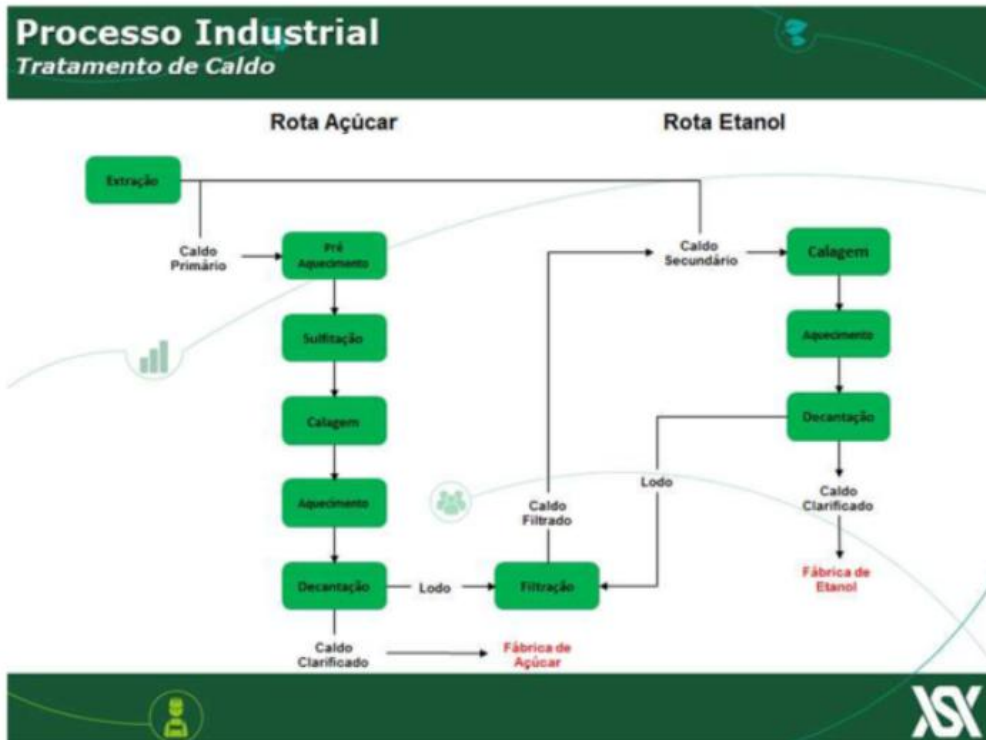 Processo Industrial
Tratamento de Caldo
Rota Açúcar
Rota Etanol
Extração
Caldo
Primário
Pré
Aquecimento
Sulfitação
Calagem
Aquecimento
Decantação
Lodo
Filtração
Caldo
Clarificado
Fábrica de
Açúcar
Caldo
Filtrado
Caldo
Secundário
Calagem
Aquecimento
Decantação
Lodo
Caldo
Clarificado
Fábrica de
Etanol